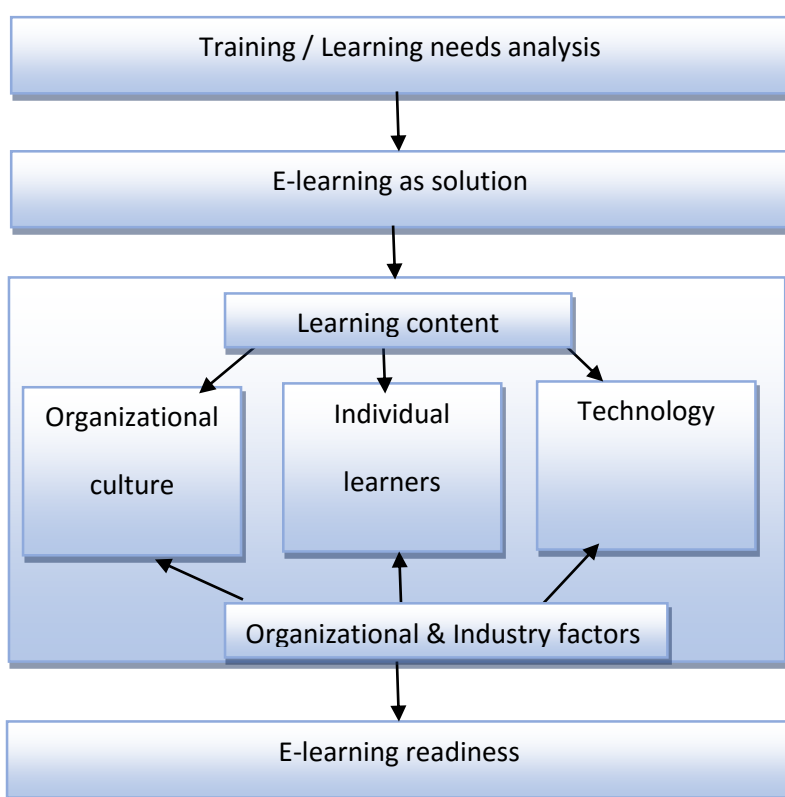 Training / Learning needs analysis
E-learning as solution
Learning content
Organizational
culture
Individual
learners
Technology
Organizational & Industry factors
E-learning readiness